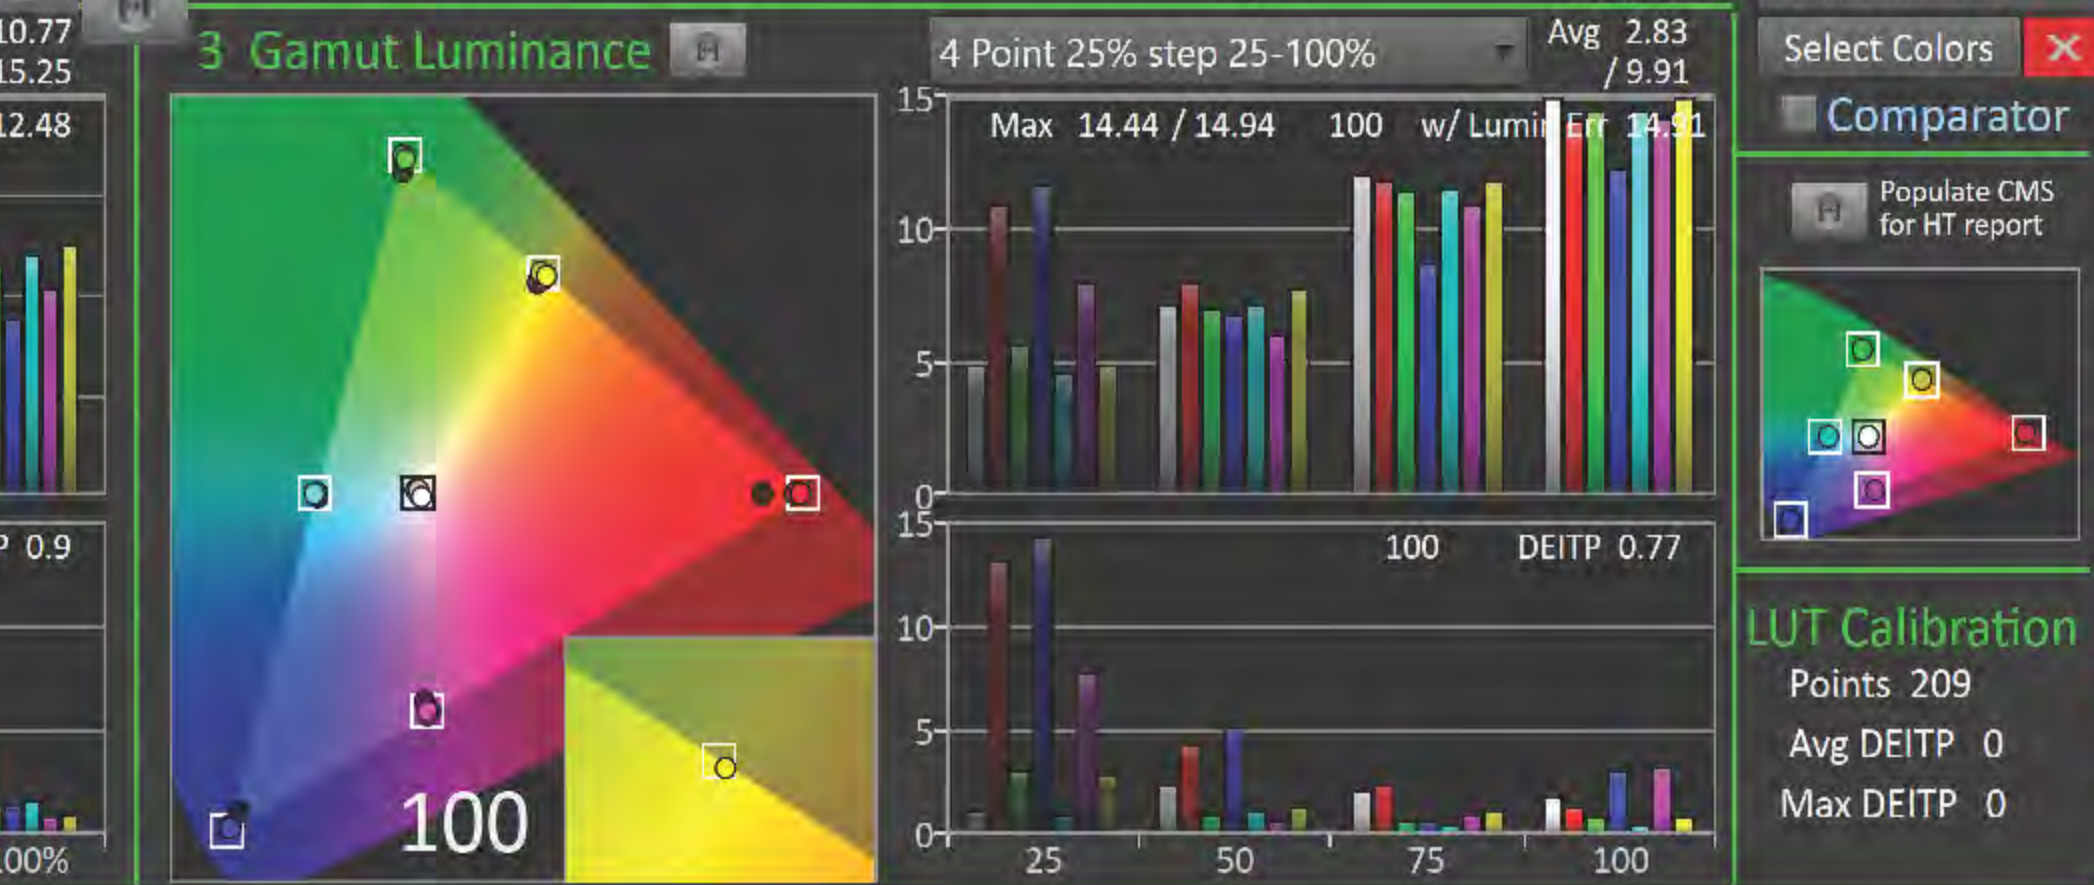 10.77
15.25
12.48
P 0.9
00%
3 Gamut Luminance
4 Point 25% step 25-100%
Avg 2.83
/ 9.91
15
Max 14.44 / 14.94 100 w/ Lumin Err 14.91
10
5
0
15
100 DEITP 0.77
10
5
0
25 50 75 100
100
Select Colors
Comparator
Populate CMS
for HT report
LUT Calibration
Points 209
Avg DEITP 0
Max DEITP 0